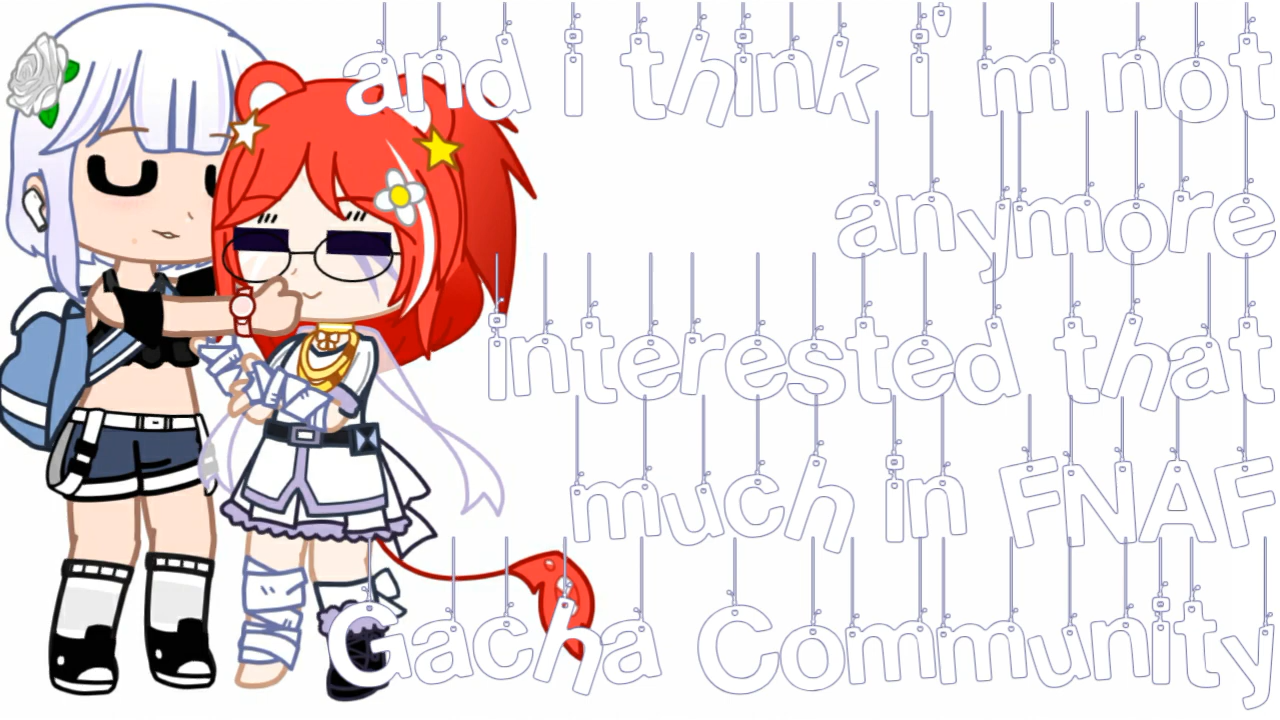 and i think i'm not
anymore
interested that
much in FNAF
Gacha Community